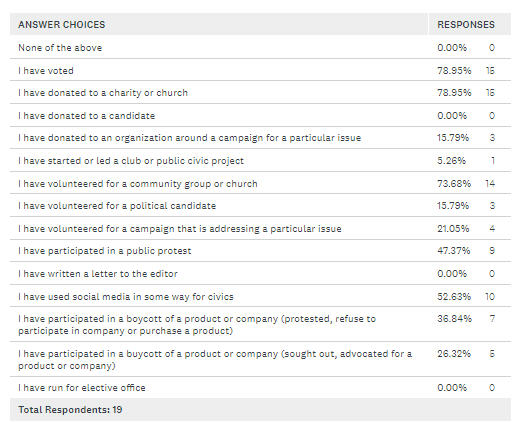 ANSWER CHOICES RESPONSES
None of the above 0.00% 0
I have voted 78.95% 15
I have donated to a charity or church 78.95% 15
I have donated to a candidate 0.00% 0
I have donated to an organization around a campaign for a particular issue 15.79% 3
I have started or led a club or public civic project 5.26% 1
I have volunteered for a community group or church 73.68% 14
I have volunteered for a political candidate 15.79% 3
I have volunteered for a campaign that is addressing a particular issue 21.05% 4
I have participated in a public protest 47.37% 9
I have written a letter to the editor 0.00% 0
I have used social media in some way for civics 52.63% 10
I have participated in a boycott of a product or company (protested, refuse to 36.84% 7
participate in company or purchase a product)
I have participated in a buycott of a product or company (sought out, advocated for a 26.32% 5
product or company)
I have run for elective office 0.00% 0
Total Respondents: 19